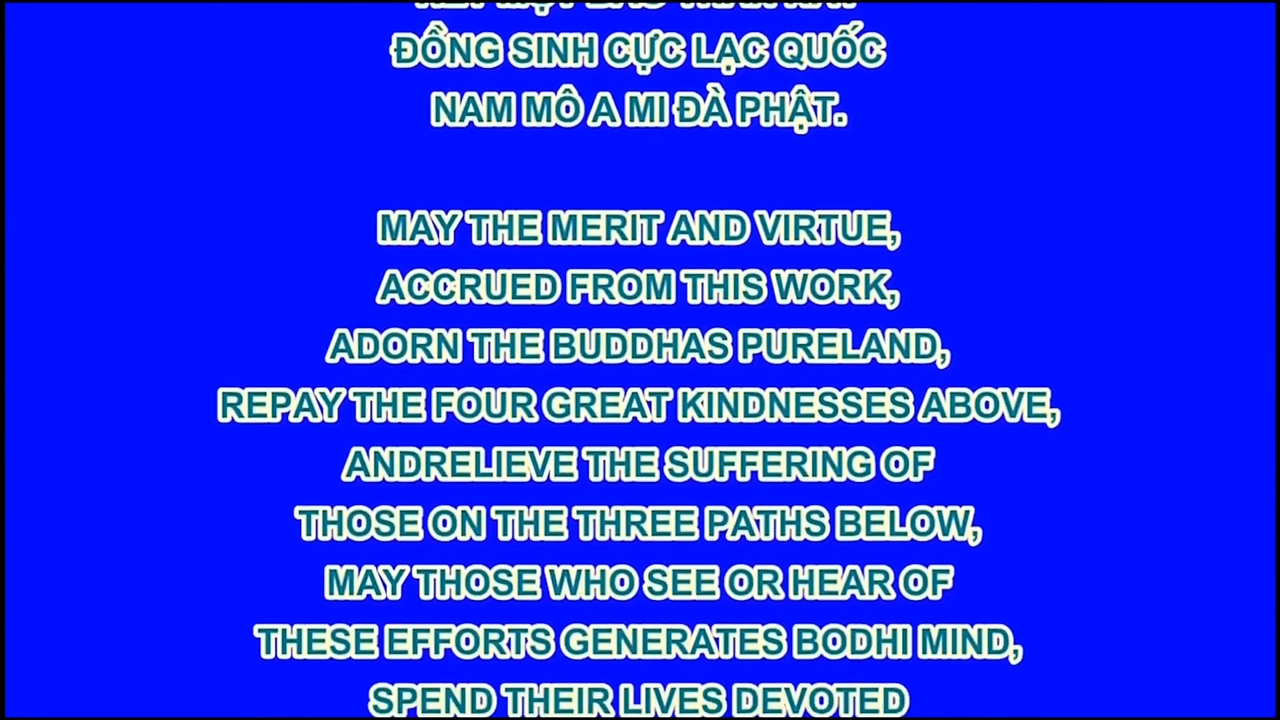 ĐỒNG SINH CỰC LẠC QUỐC
NAM MÔ A MI ĐÀ PHẬT.
MAY THE MERIT AND VIRTUE,
ACCRUED FROM THIS WORK,
ADORN THE BUDDHAS PURELAND,
REPAY THE FOUR GREAT KINDNESSES ABOVE,
ANDRELIEVE THE SUFFERING OF
THOSE ON THE THREE PATHS BELOW,
MAY THOSE WHO SEE OR HEAR OF
THESE EFFORTS GENERATES BODHI MIND,
SPEND THEIR LIVES DEVOTED